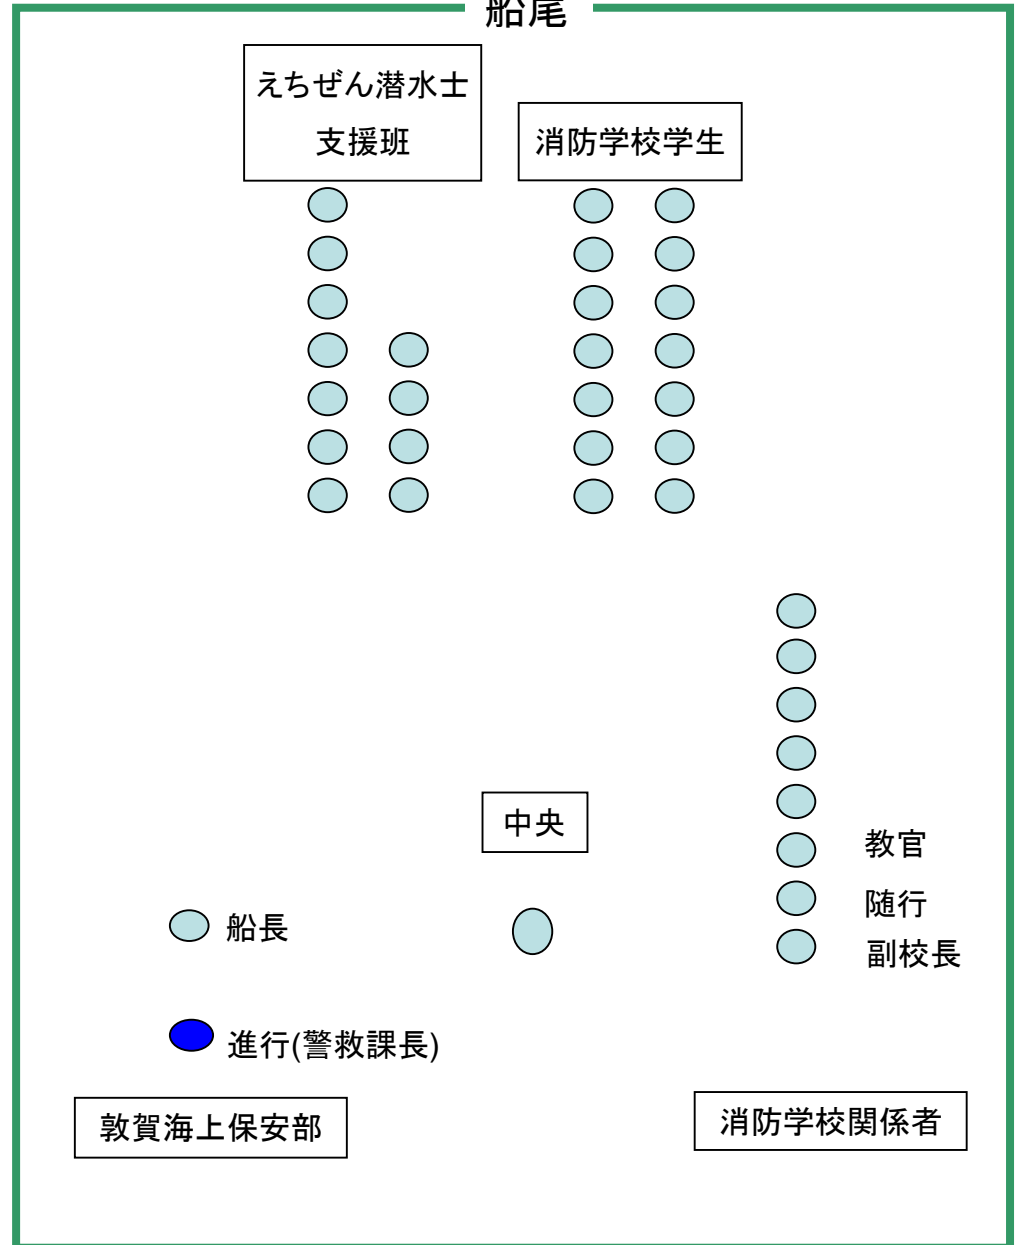 船尾
えちぜん潜水士
支援班
消防学校学生
中央
教官
随行
副校長
船長
進行(警救課長)
敦賀海上保安部
消防学校関係者